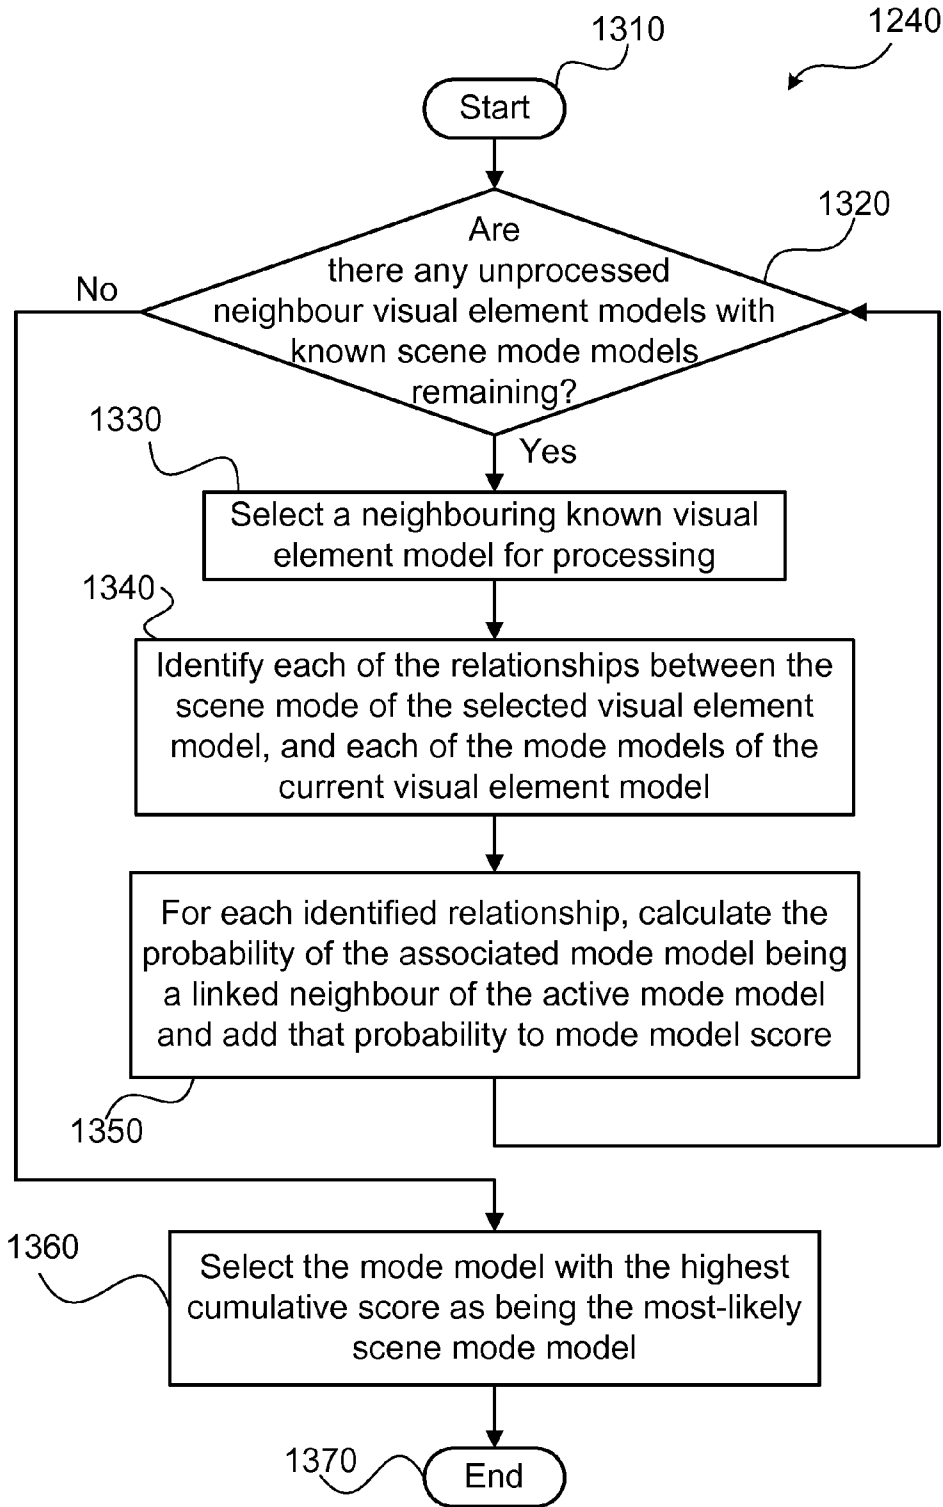 1310
1240
Start
1320
Are
there any unprocessed
neighbour visual element models with
known scene mode models
remaining?
No
1330
Yes
Select a neighbouring known visual
element model for processing
1340
Identify each of the relationships between the
scene mode of the selected visual element
model, and each of the mode models of the
current visual element model
For each identified relationship, calculate the
probability of the associated mode model being
a linked neighbour of the active mode model
and add that probability to mode model score
1350
1360
Select the mode model with the highest
cumulative score as being the most-likely
scene mode model
1370
End